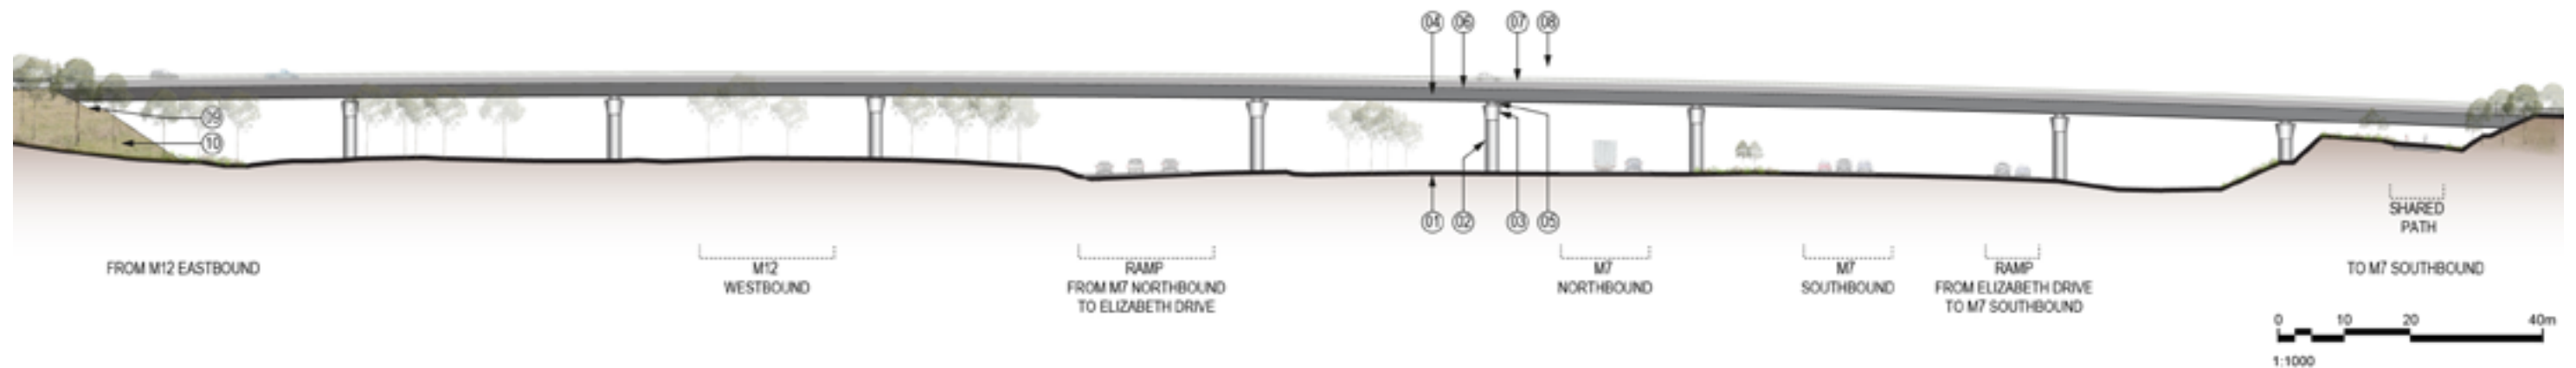 04 06 07 08
09
10
01 02 03 05
SHARED
PATH
FROM M12 EASTBOUND
M12
WESTBOUND
RAMP
FROM M7 NORTHBOUND
TO ELIZABETH DRIVE
M7
NORTHBOUND
M7
SOUTHBOUND
RAMP
FROM ELIZABETH DRIVE
TO M7 SOUTHBOUND
TO M7 SOUTHBOUND
0 10 20 40m
1:1000